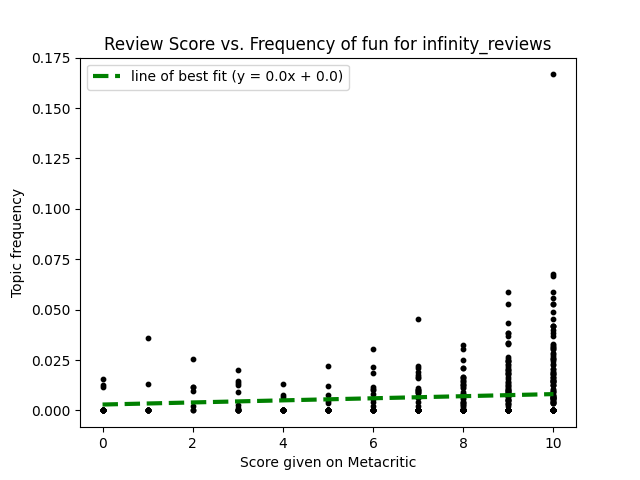 Review Score vs. Frequency of fun for infinity_reviews
line of best fit (y = 0.0x + 0.0)
Topic frequency
0.175
0.150
0.125
0.100
0.075
0.050
0.025
0.000
0 2 4 6 8 10
Score given on Metacritic